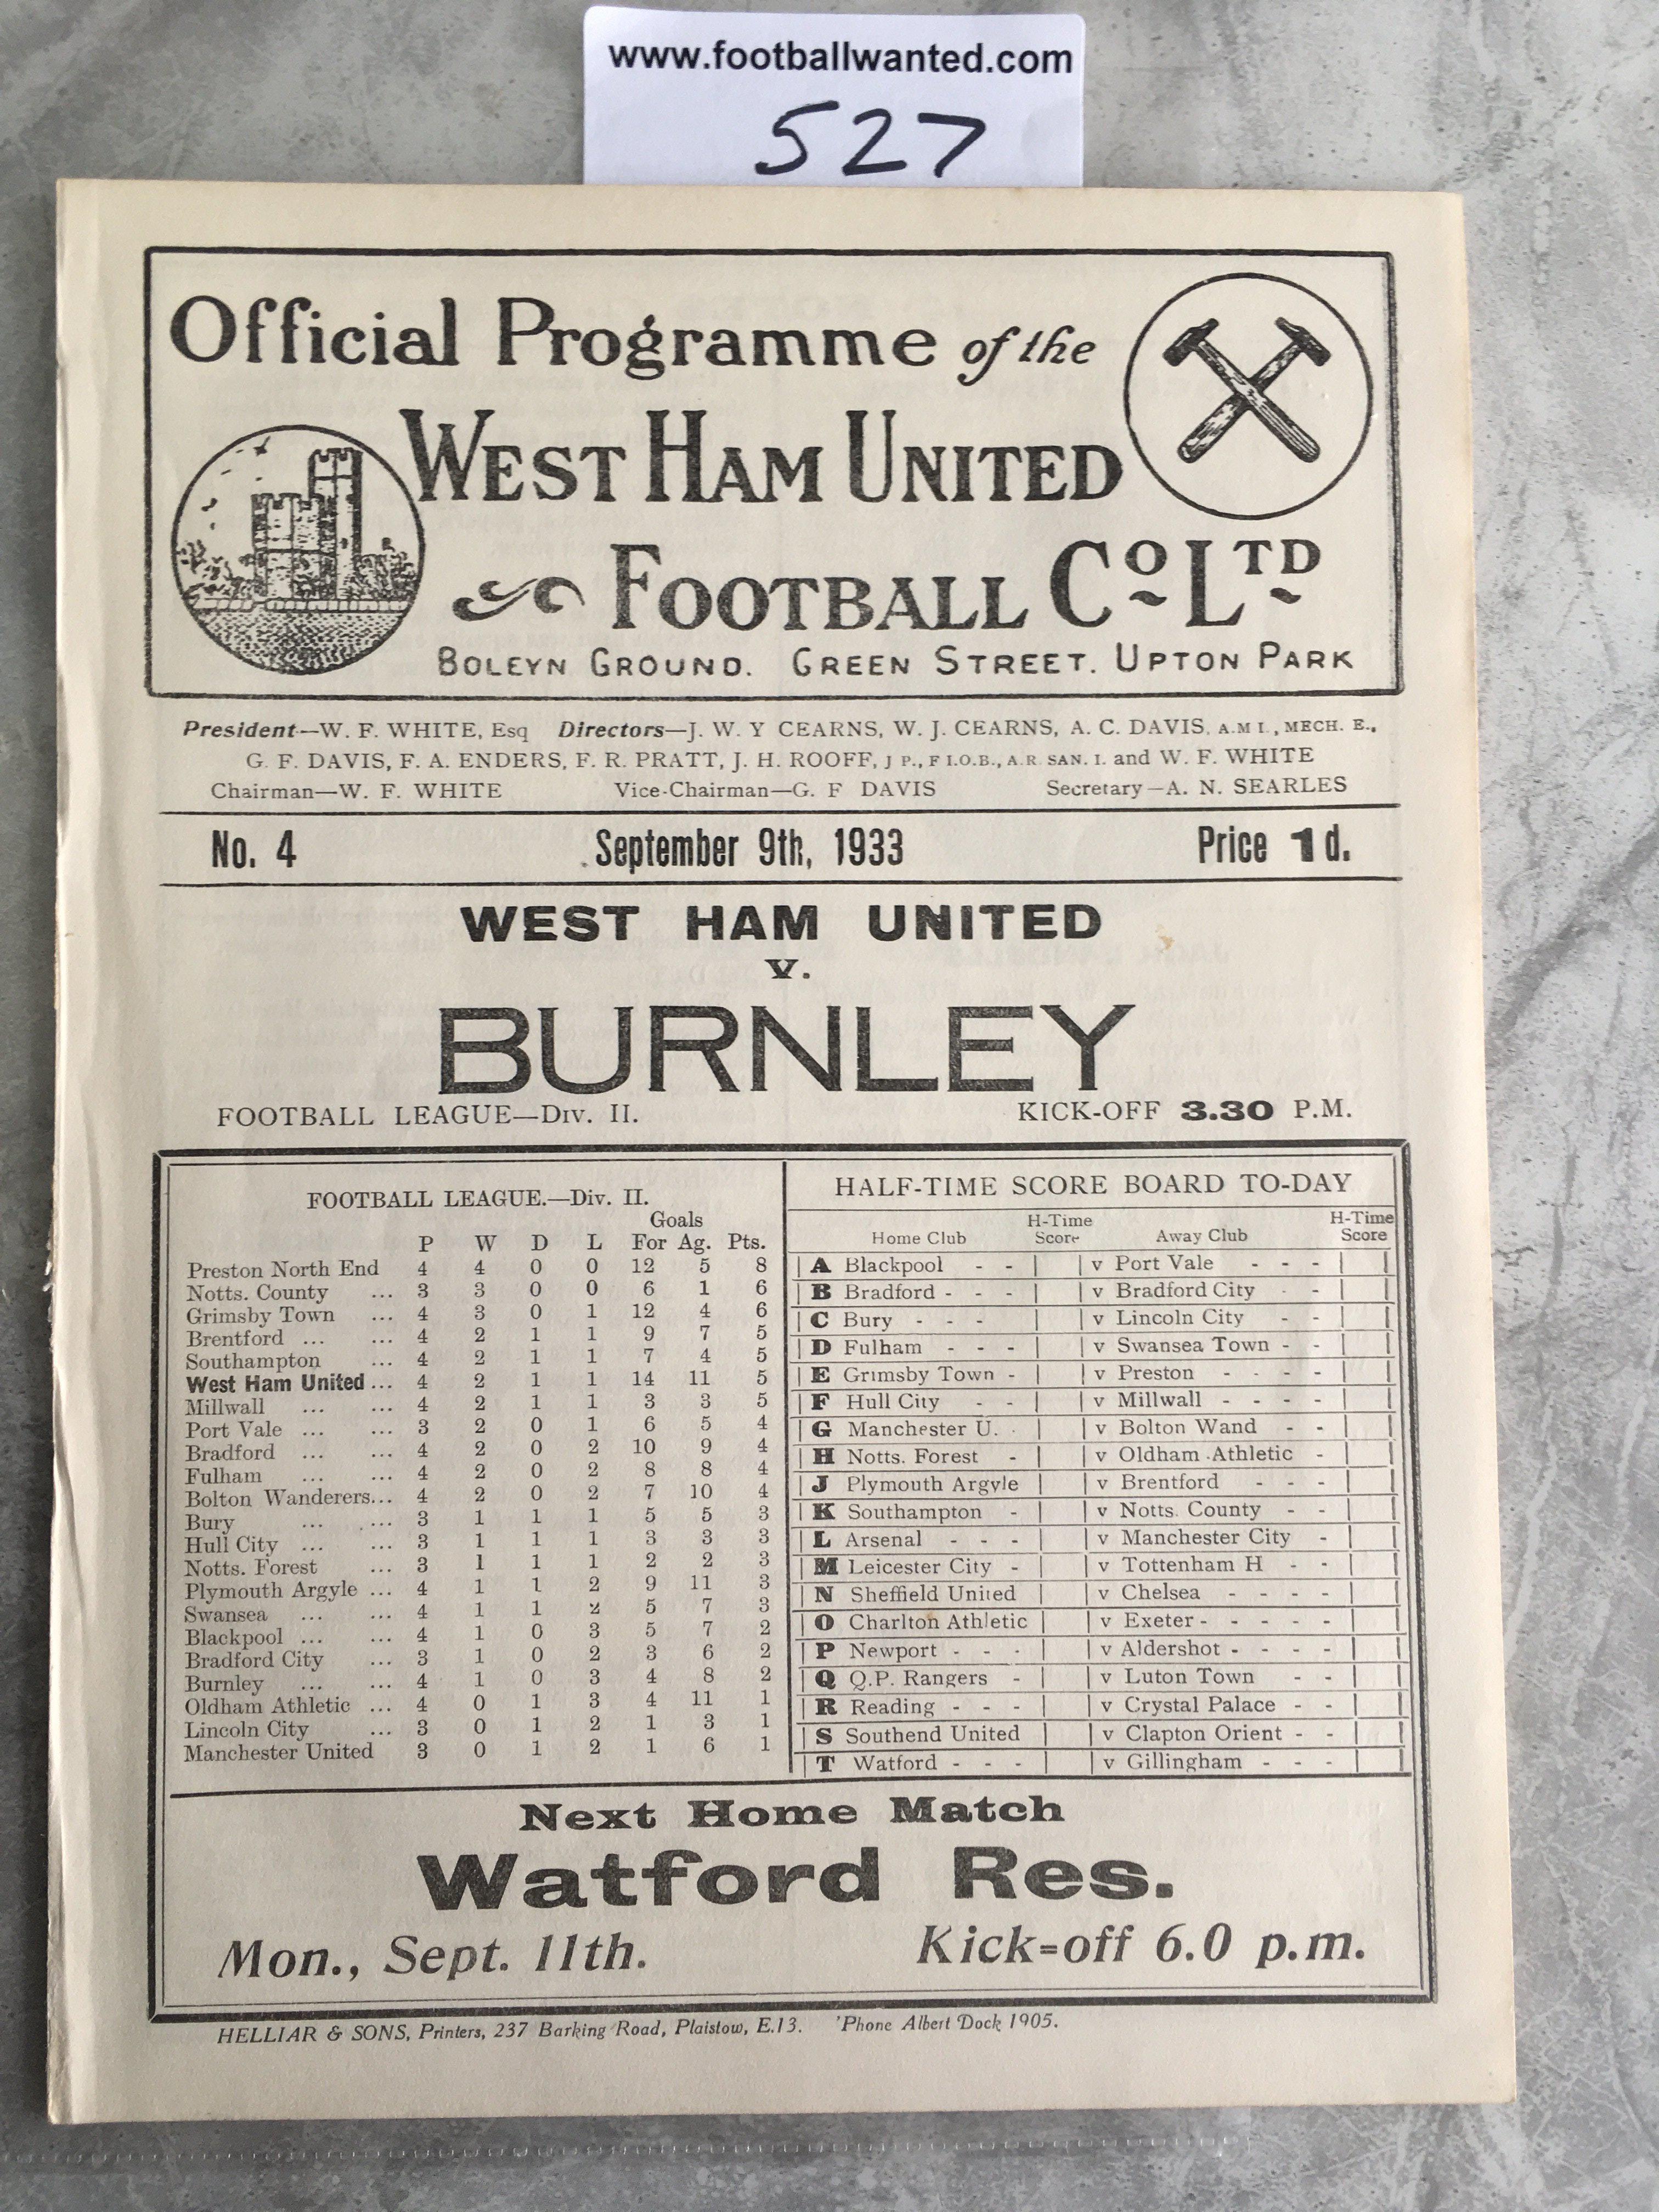 www.footballwanted.com
527
Official Programme of the
WEST HAM UNITED
FOOTBALL CO LTD
BOLEYN GROUND. GREEN STREET. UPTON PARK
President—W. F. WHITE, Esq Directors—J. W. Y CEARNS, W. J. CEARNS, A. C. DAVIS, A.M I., MECH. E.,
G. F. DAVIS, F. A. ENDERS, F. R. PRATT, J. H. ROOFF, J P., F I.O.B., A.R. SAN. I. and W. F. WHITE
Chairman—W. F. WHITE Vice-Chairman—G. F DAVIS Secretary—A. N. SEARLES
No. 4 September 9th, 1933 Price 1d.
WEST HAM UNITED
v.
BURNLEY
FOOTBALL LEAGUE—Div. II. KICK-OFF 3.30 P.M.
FOOTBALL LEAGUE.—Div. II.
Goals
P W D L For Ag. Pts.
Preston North End 4 4 0 0 12 5 8
Notts. County ... 3 3 0 0 6 1 6
Grimsby Town ... 4 3 0 1 12 4 6
Brentford ... ... 4 2 1 1 9 7 5
Southampton ... 4 2 1 1 7 4 5
West Ham United ... 4 2 1 1 14 11 5
Millwall ... ... 4 2 1 1 3 3 5
Port Vale ... ... 3 2 0 1 6 5 4
Bradford ... ... 4 2 0 2 10 9 4
Fulham ... ... 4 2 0 2 8 8 4
Bolton Wanderers... 4 2 0 2 7 10 4
Bury ... ... 3 1 1 1 5 5 3
Hull City ... ... 3 1 1 1 3 3 3
Notts. Forest ... 3 1 1 1 2 2 3
Plymouth Argyle ... 4 1 1 2 9 11 3
Swansea ... ... 4 1 1 2 5 7 3
Blackpool ... ... 4 1 0 3 5 7 2
Bradford City ... 3 1 0 2 3 6 2
Burnley ... ... 4 1 0 3 4 8 2
Oldham Athletic ... 4 0 1 3 4 11 1
Lincoln City ... 3 0 1 2 1 3 1
Manchester United 3 0 1 2 1 6 1
HALF-TIME SCORE BOARD TO-DAY
Home Club H-Time Score Away Club H-Time Score
A Blackpool - - v Port Vale - - -
B Bradford - - - v Bradford City - -
C Bury - - - v Lincoln City - -
D Fulham - - - v Swansea Town - -
E Grimsby Town - v Preston - - - -
F Hull City - - v Millwall - - - -
G Manchester U. - v Bolton Wand - -
H Notts. Forest - v Oldham Athletic -
J Plymouth Argyle v Brentford - - -
K Southampton - v Notts. County - -
L Arsenal - - - v Manchester City -
M Leicester City - v Tottenham H - -
N Sheffield United v Chelsea - - - -
O Charlton Athletic v Exeter - - - - -
P Newport - - - v Aldershot - - - -
Q Q.P. Rangers - v Luton Town - -
R Reading - - - v Crystal Palace - -
S Southend United v Clapton Orient - -
T Watford - - - v Gillingham - - -
Next Home Match
Watford Res.
Mon., Sept. 11th. Kick=off 6.0 p.m.
HELLIAR & SONS, Printers, 237 Barking Road, Plaistow, E.13. 'Phone Albert Dock 1905.